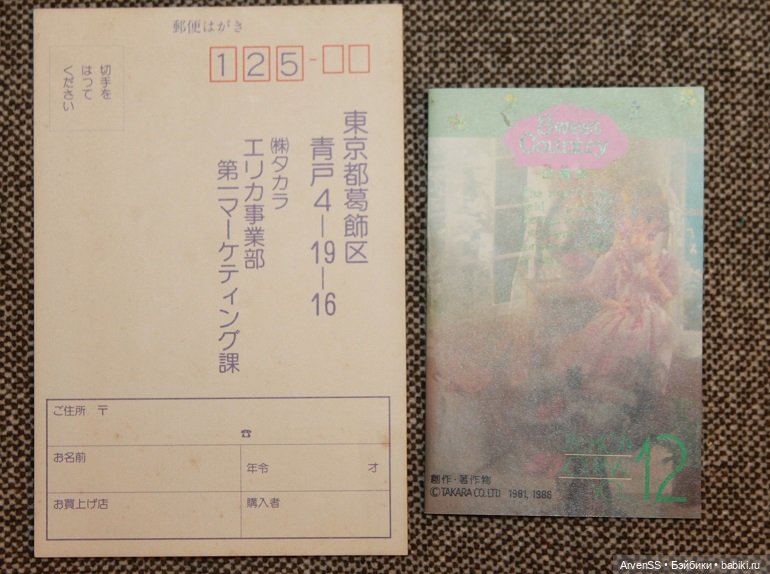 郵便はがき
切手を
はって
ください
125-
東京都葛飾区
青戸4-19-16
㈱タカラ
エリカ事業部
第一マーケティング課
ご住所 〒
☎
お名前
年令 才
お買上げ店
購入者
Sweet
Country
12
創作・著作物
©TAKARA CO.LTD 1981, 1986
ArvenSS • Бэйбики • babiki.ru